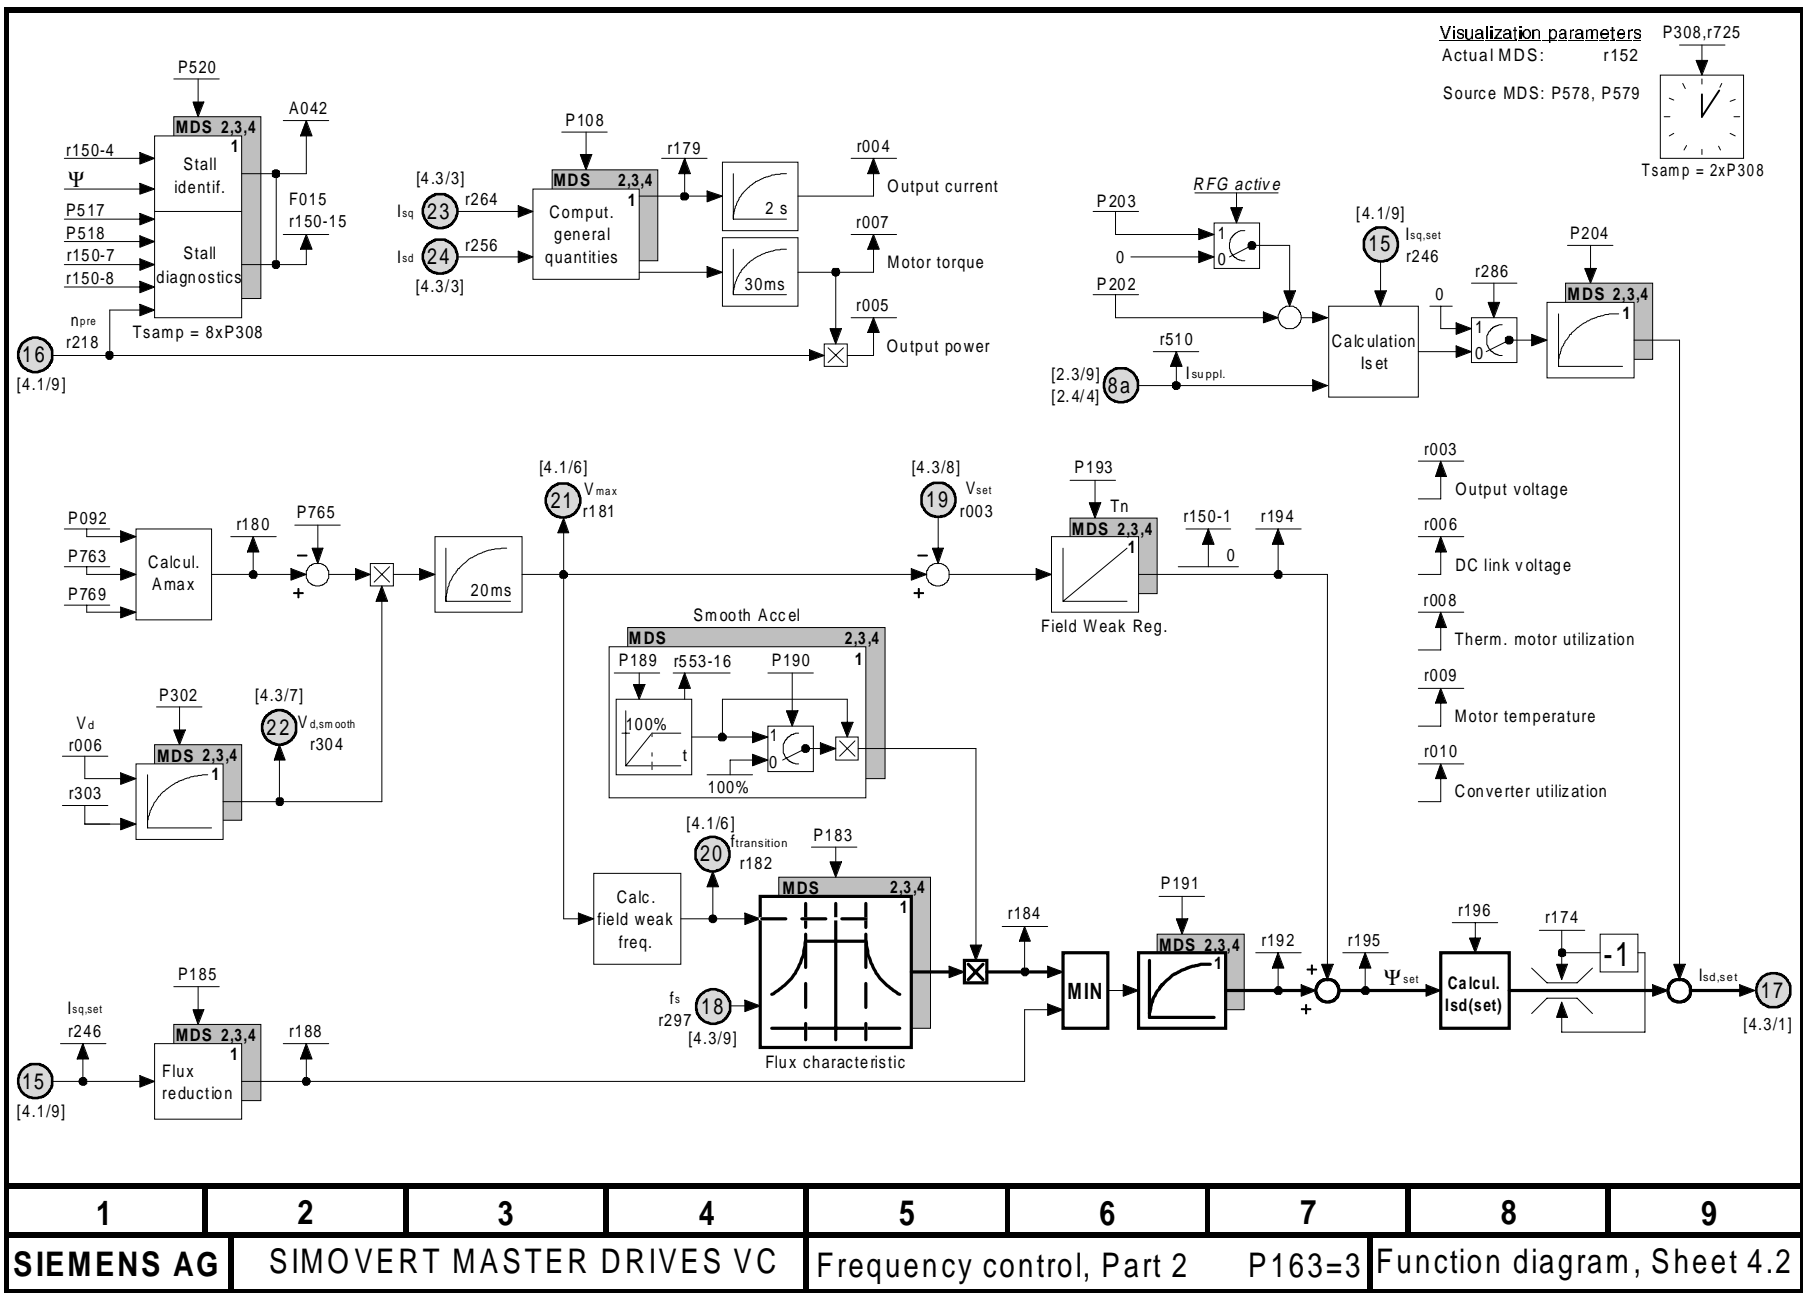 Visualization parameters
Actual MDS: r152
Source MDS: P578, P579
P308,r725
Tsamp = 2xP308
P520
A042
MDS 2,3,4
1
Stall
identif.
r150-4
Ψ
P517
P518
r150-7
r150-8
Stall
diagnostics
F015
r150-15
npre
r218
Tsamp = 8xP308
16
[4.1/9]
P108
MDS 2,3,4
1
[4.3/3]
Isq
23
r264
Isd
24
r256
[4.3/3]
Comput.
general
quantities
r179
2 s
r004
Output current
30ms
r007
Motor torque
r005
Output power
RFG active
P203
1
0
0
P202
[4.1/9]
15
Isq,set
r246
r510
[2.3/9]
[2.4/4]
8a
Isuppl.
Calculation
Iset
0
r286
1
0
P204
MDS 2,3,4
1
P092
P763
P769
Calcul.
Amax
r180
P765
−
+
20ms
[4.1/6]
21
Vmax
r181
[4.3/8]
19
Vset
r003
−
+
P193
Tn
MDS 2,3,4
1
Field Weak Reg.
r150-1
0
r194
r003
Output voltage
r006
DC link voltage
r008
Therm. motor utilization
r009
Motor temperature
r010
Converter utilization
Smooth Accel
MDS 2,3,4
1
P189
r553-16
P190
100%
t
1
0
100%
Vd
r006
r303
P302
MDS 2,3,4
1
[4.3/7]
22
Vd,smooth
r304
[4.1/6]
20
ftransition
r182
P183
MDS 2,3,4
1
Calc.
field weak
freq.
fs
r297
18
[4.3/9]
Flux characteristic
r184
MIN
P191
MDS 2,3,4
1
r192
+
+
r195
Ψset
r196
Calcul.
Isd(set)
r174
-1
Isd,set
17
[4.3/1]
Isq,set
r246
15
[4.1/9]
P185
MDS 2,3,4
1
Flux
reduction
r188
1 2 3 4 5 6 7 8 9
SIEMENS AG SIMOVERT MASTER DRIVES VC Frequency control, Part 2 P163=3 Function diagram, Sheet 4.2